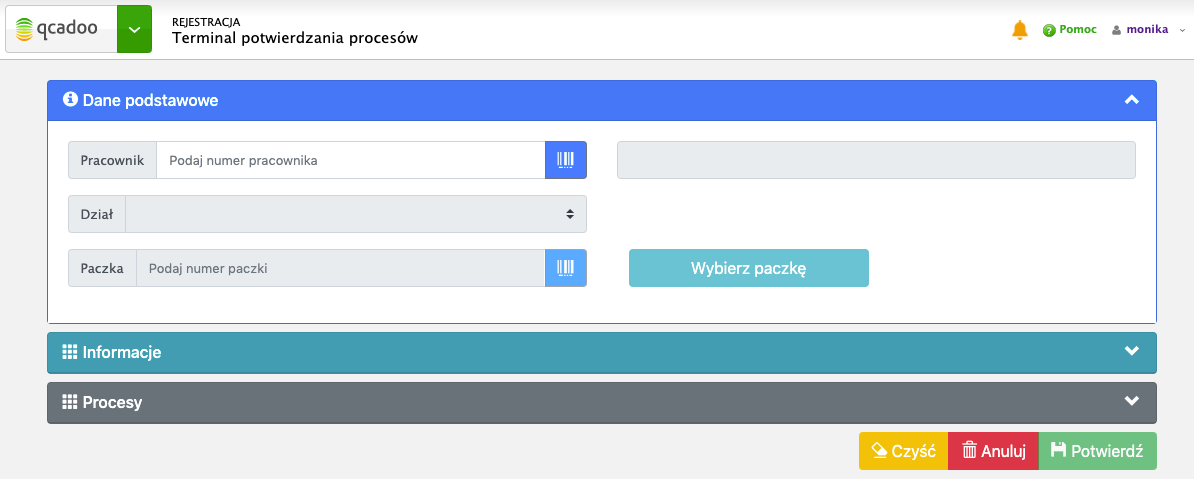 qcadoo
REJESTRACJA
Terminal potwierdzania procesów
Pomoc
monika
Dane podstawowe
Pracownik
Podaj numer pracownika
Dział
Paczka
Podaj numer paczki
Wybierz paczkę
Informacje
Procesy
Czyść
Anuluj
Potwierdź